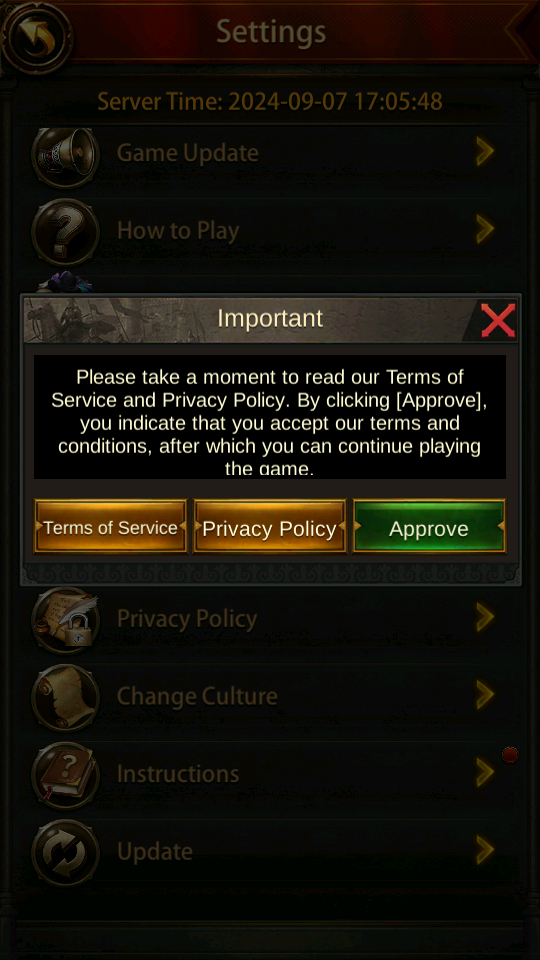 Settings
Server Time: 2024-09-07 17:05:48
Game Update
How to Play
Important
Please take a moment to read our Terms of
Service and Privacy Policy. By clicking [Approve],
you indicate that you accept our terms and
conditions, after which you can continue playing
the game.
Terms of Service
Privacy Policy
Approve
Privacy Policy
Change Culture
Instructions
Update